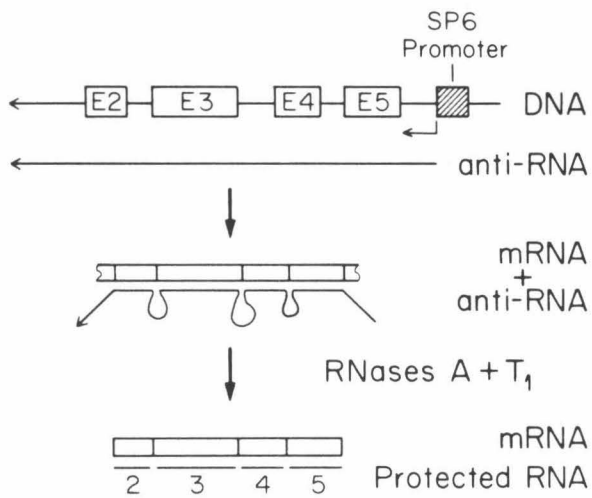 SP6
Promoter
E2 E3 E4 E5 DNA
anti-RNA
mRNA
+
anti-RNA
RNases A + T₁
mRNA
2 3 4 5 Protected RNA